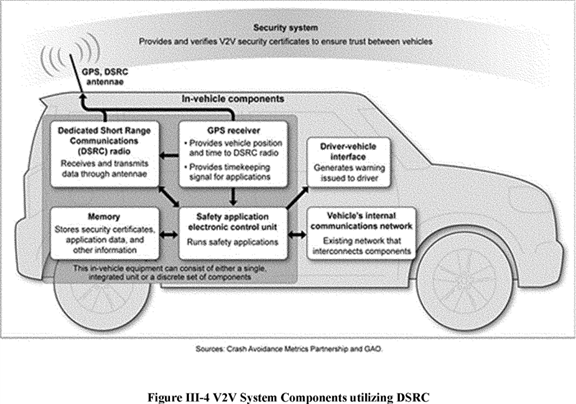 Security system
Provides and verifies V2V security certificates to ensure trust between vehicles
GPS, DSRC
antennae
In-vehicle components
Dedicated Short Range
Communications
(DSRC) radio
Receives and transmits
data through antennae
GPS receiver
• Provides vehicle position
and time to DSRC radio
• Provides timekeeping
signal for applications
Driver-vehicle
interface
Generates warning
issued to driver
Memory
Stores security certificates,
application data, and
other information
Safety application
electronic control unit
Runs safety applications
Vehicle's internal
communications network
Existing network that
interconnects components
This in-vehicle equipment can consist of either a single,
integrated unit or a discrete set of components
Sources: Crash Avoidance Metrics Partnership and GAO.
Figure III-4 V2V System Components utilizing DSRC